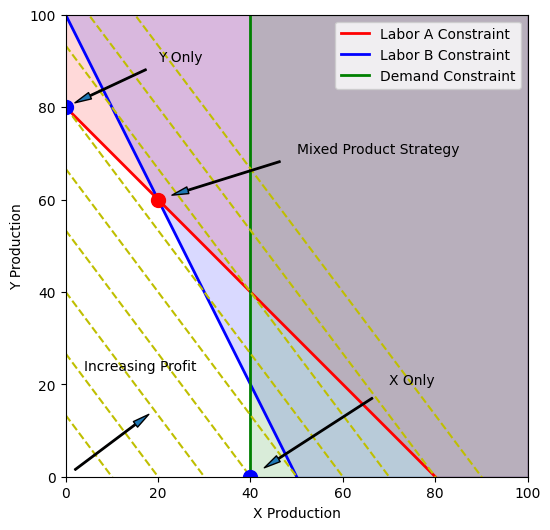 100
80
60
40
20
0
Y Production
Labor A Constraint
Labor B Constraint
Demand Constraint
Y Only
Mixed Product Strategy
Increasing Profit
X Only
0
20
40
60
80
100
X Production